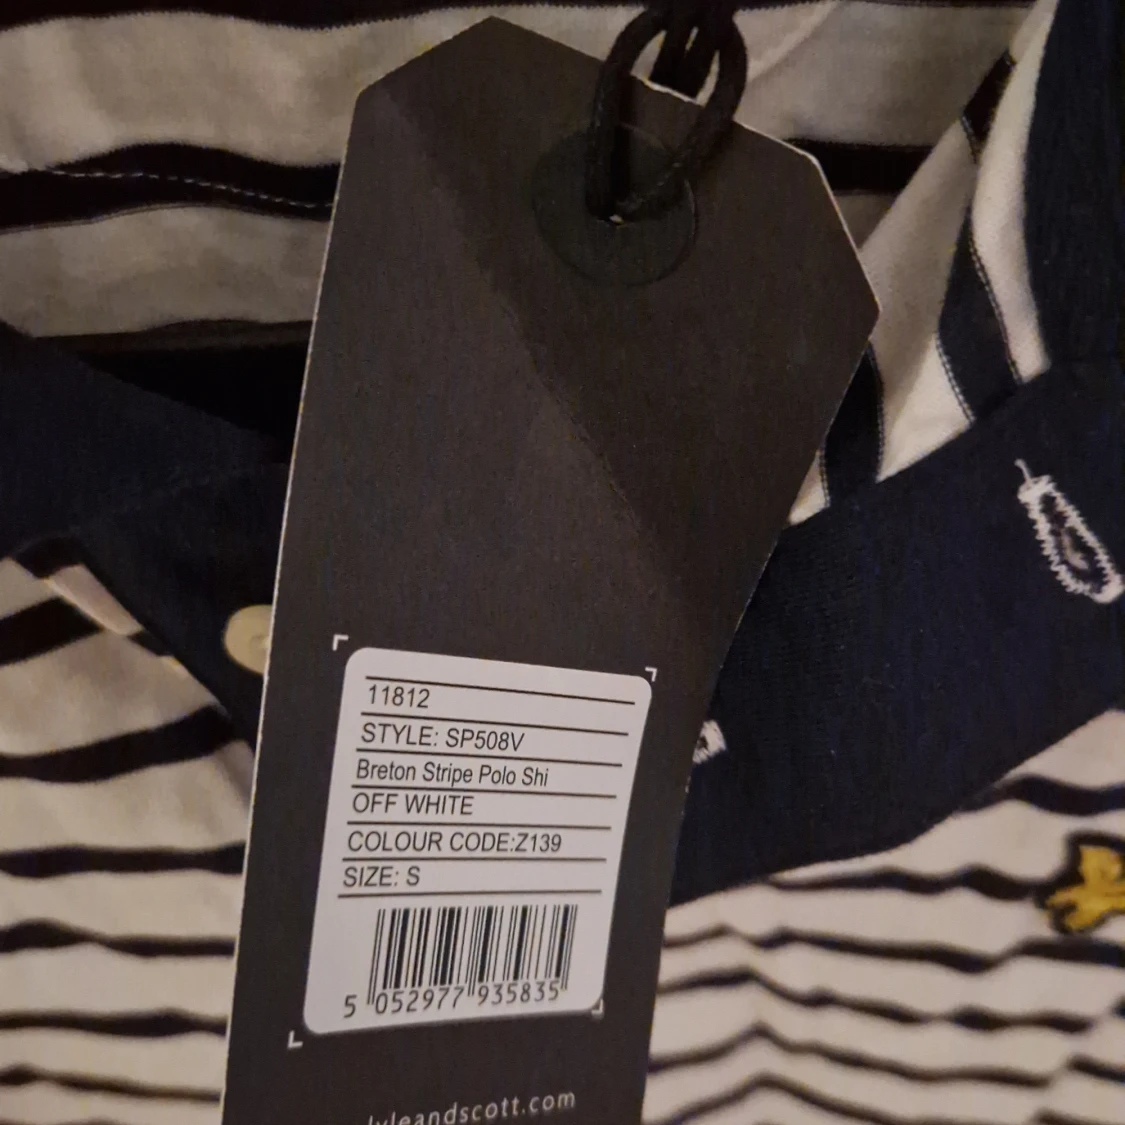 11812
STYLE: SP508V
Breton Stripe Polo Shi
OFF WHITE
COLOUR CODE:Z139
SIZE: S
5 052977 935835
lyleandscott.com